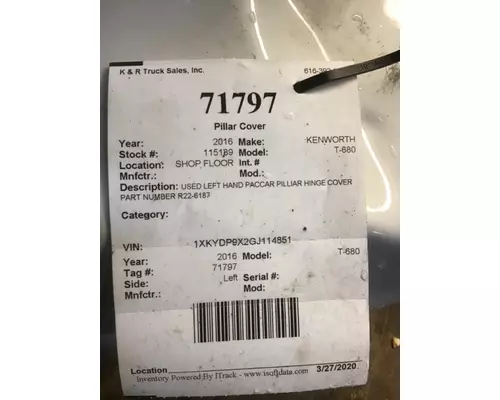 K & R Truck Sales, Inc. 616-392-
71797
Pillar Cover
Year: 2016 Make: KENWORTH
Stock #: 115189 Model: T-680
Location: SHOP FLOOR Int. #
Mnfctr.: Mod.:
Description: USED LEFT HAND PACCAR PILLIAR HINGE COVER
PART NUMBER R22-6187
Category:
VIN: 1XKYDP9X2GJ114851
Year: 2016 Model: T-680
Tag #: 71797
Side: Left Serial #:
Mnfctr.: Mod:
Location 3/27/2020
Inventory Powered By ITrack - www.isoftdata.com